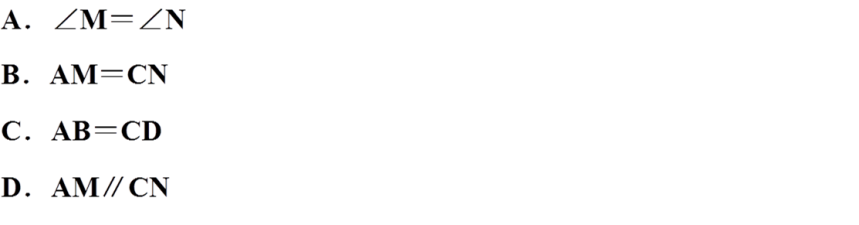 A． ∠M＝∠N
B． AM＝CN
C． AB＝CD
D． AM∥CN